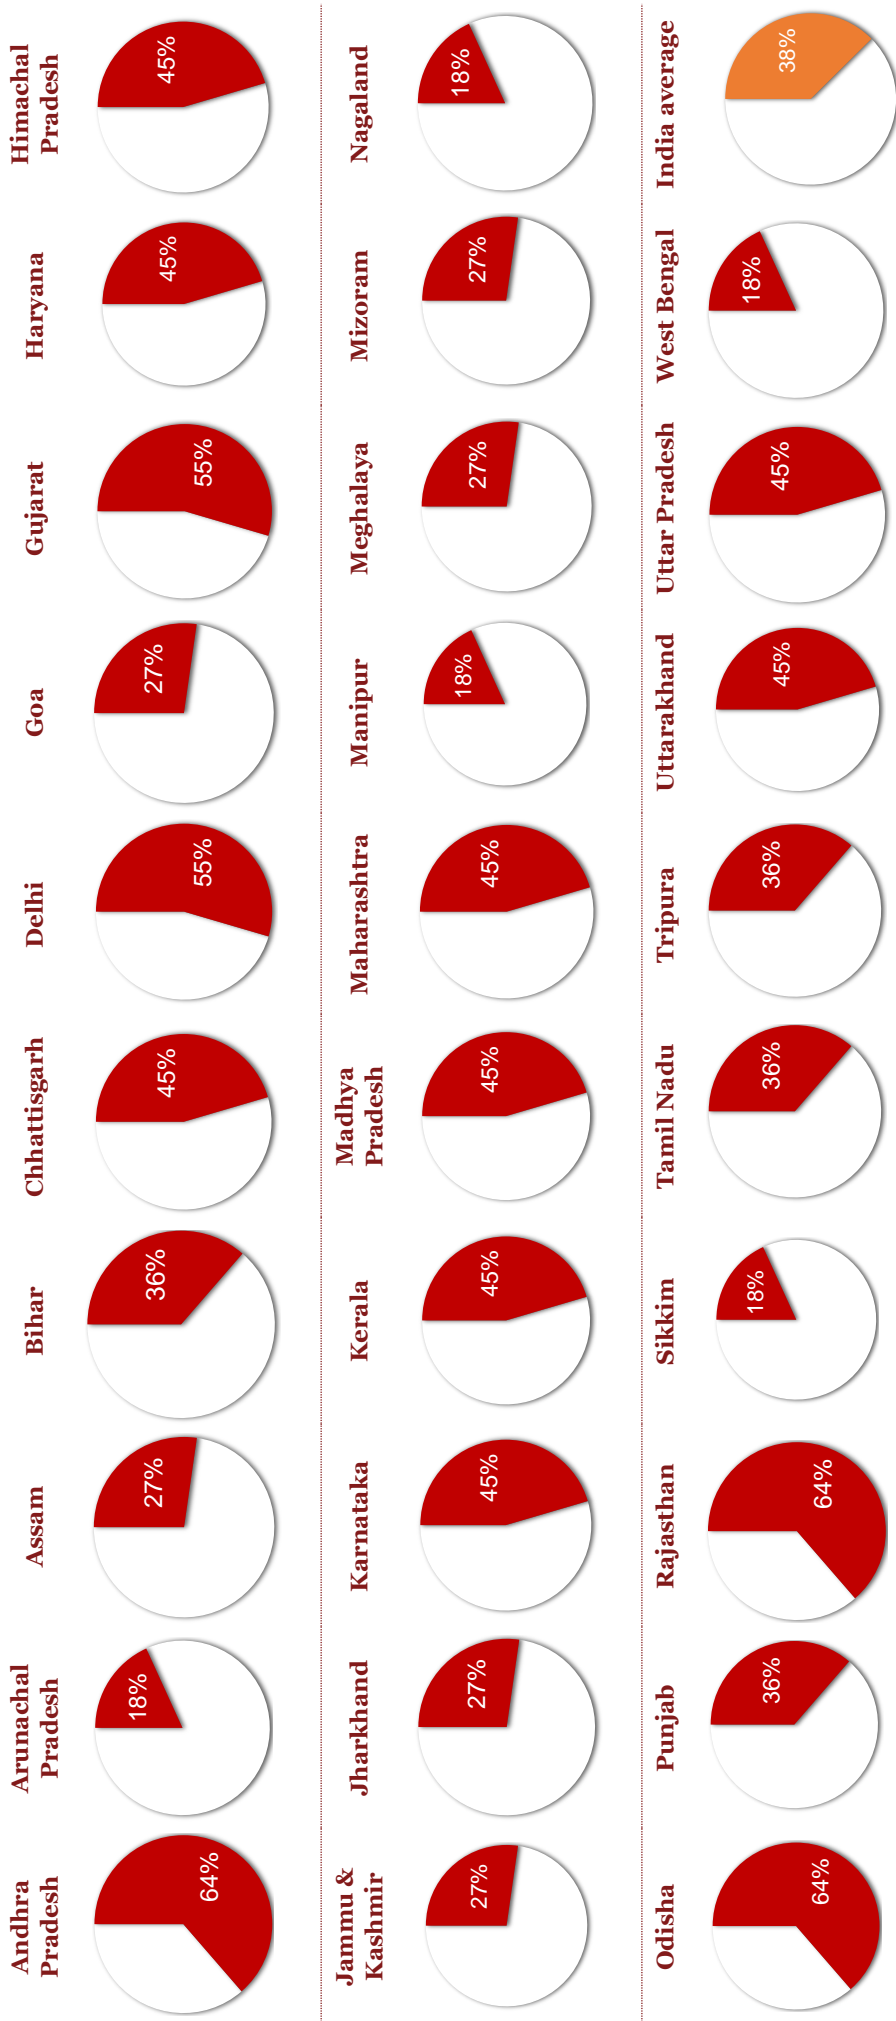 Andhra
Pradesh
64%
Arunachal
Pradesh
18%
Assam
27%
Bihar
36%
Chhattisgarh
45%
Delhi
55%
Goa
27%
Gujarat
55%
Haryana
45%
Himachal
Pradesh
45%
Jammu &
Kashmir
27%
Jharkhand
27%
Karnataka
45%
Kerala
45%
Madhya
Pradesh
45%
Maharashtra
45%
Manipur
18%
Meghalaya
27%
Mizoram
27%
Nagaland
18%
Odisha
64%
Punjab
36%
Rajasthan
64%
Sikkim
18%
Tamil Nadu
36%
Tripura
36%
Uttarakhand
45%
Uttar Pradesh
45%
West Bengal
18%
India average
38%